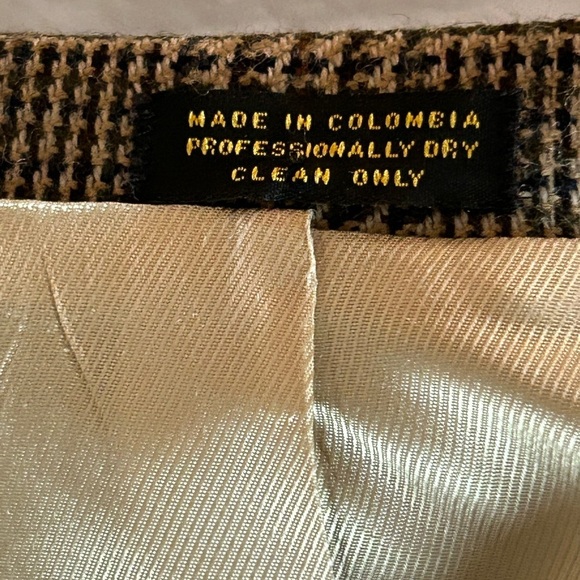 MADE IN COLOMBIA
PROFESSIONALLY DRY
CLEAN ONLY